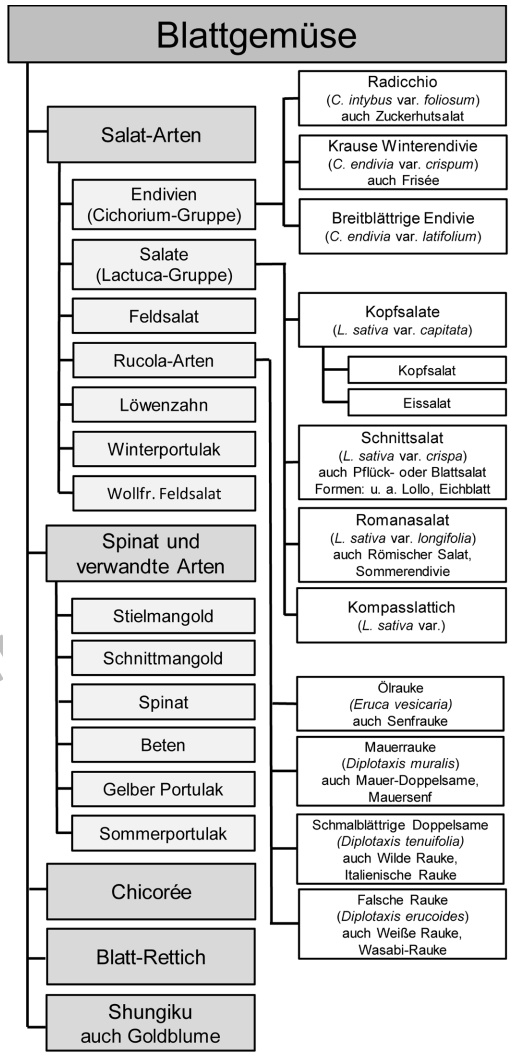 Blattgemüse
Salat-Arten
Endivien
(Cichorium-Gruppe)
Radicchio
(C. intybus var. foliosum)
auch Zuckerhutsalat
Krause Winterendivie
(C. endivia var. crispum)
auch Frisée
Breitblättrige Endivie
(C. endivia var. latifolium)
Salate
(Lactuca-Gruppe)
Kopfsalate
(L. sativa var. capitata)
Kopfsalat
Eissalat
Schnittsalat
(L. sativa var. crispa)
auch Pflück- oder Blattsalat
Formen: u. a. Lollo, Eichblatt
Romanasalat
(L. sativa var. longifolia)
auch Römischer Salat,
Sommerendivie
Kompasslattich
(L. sativa var.)
Feldsalat
Rucola-Arten
Ölrauke
(Eruca vesicaria)
auch Senfrauke
Mauerrauke
(Diplotaxis muralis)
auch Mauer-Doppelsame,
Mauersenf
Schmalblättrige Doppelsame
(Diplotaxis tenuifolia)
auch Wilde Rauke,
Italienische Rauke
Falsche Rauke
(Diplotaxis erucoides)
auch Weiße Rauke,
Wasabi-Rauke
Löwenzahn
Winterportulak
Wollfr. Feldsalat
Spinat und
verwandte Arten
Stielmangold
Schnittmangold
Spinat
Beten
Gelber Portulak
Sommerportulak
Chicorée
Blatt-Rettich
Shungiku
auch Goldblume